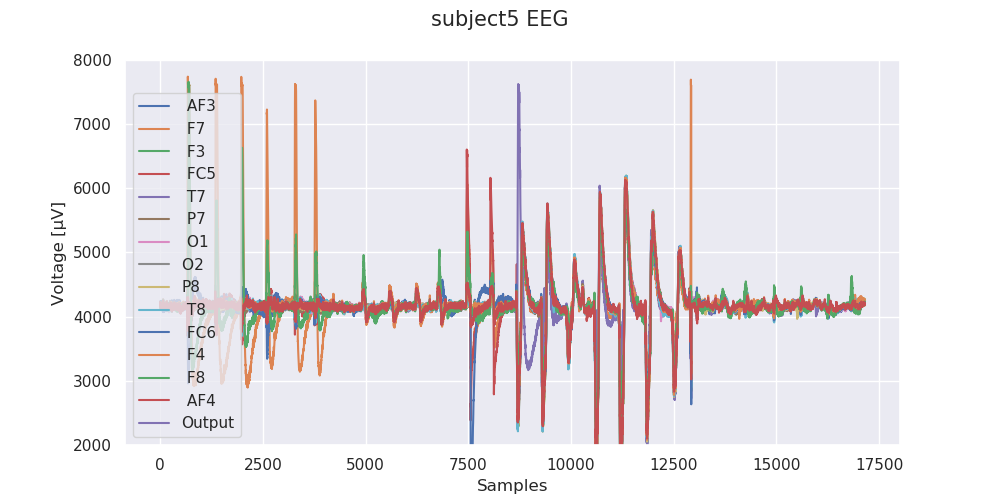 subject5 EEG
8000
7000
6000
5000
4000
3000
2000
Voltage [µV]
AF3
F7
F3
FC5
T7
P7
O1
O2
P8
T8
FC6
F4
F8
AF4
Output
0
2500
5000
7500
10000
12500
15000
17500
Samples